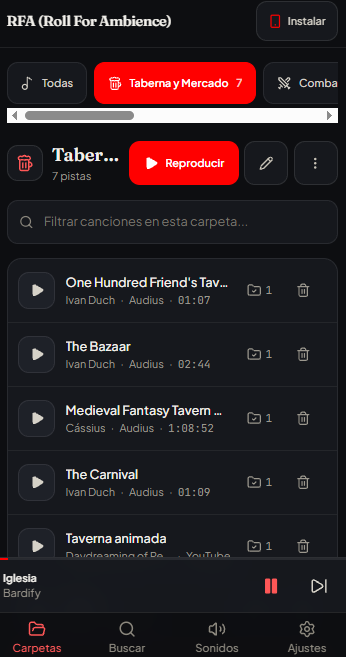 RFA (Roll For Ambience)
Instalar
Todas
Taberna y Mercado 7
Comba
Taber...
7 pistas
Reproducir
Filtrar canciones en esta carpeta...
One Hundred Friend's Tav...
Ivan Duch · Audius · 01:07
1
The Bazaar
Ivan Duch · Audius · 02:44
1
Medieval Fantasy Tavern ...
Cássius · Audius · 1:08:52
1
The Carnival
Ivan Duch · Audius · 01:09
1
Taverna animada
Daydreaming of Re... · YouTube
1
Iglesia
Bardify
Carpetas
Buscar
Sonidos
Ajustes